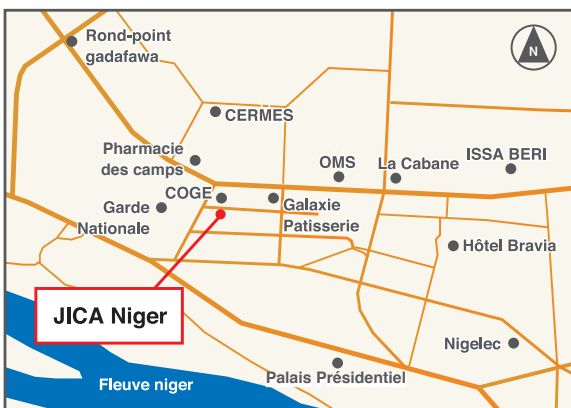 Rond-point
gadafawa
N
CERMES
Pharmacie
des camps
OMS
La Cabane
ISSA BERI
COGE
Garde
Nationale
Galaxie
Patisserie
Hôtel Bravia
JICA Niger
Nigelec
Palais Présidentiel
Fleuve niger